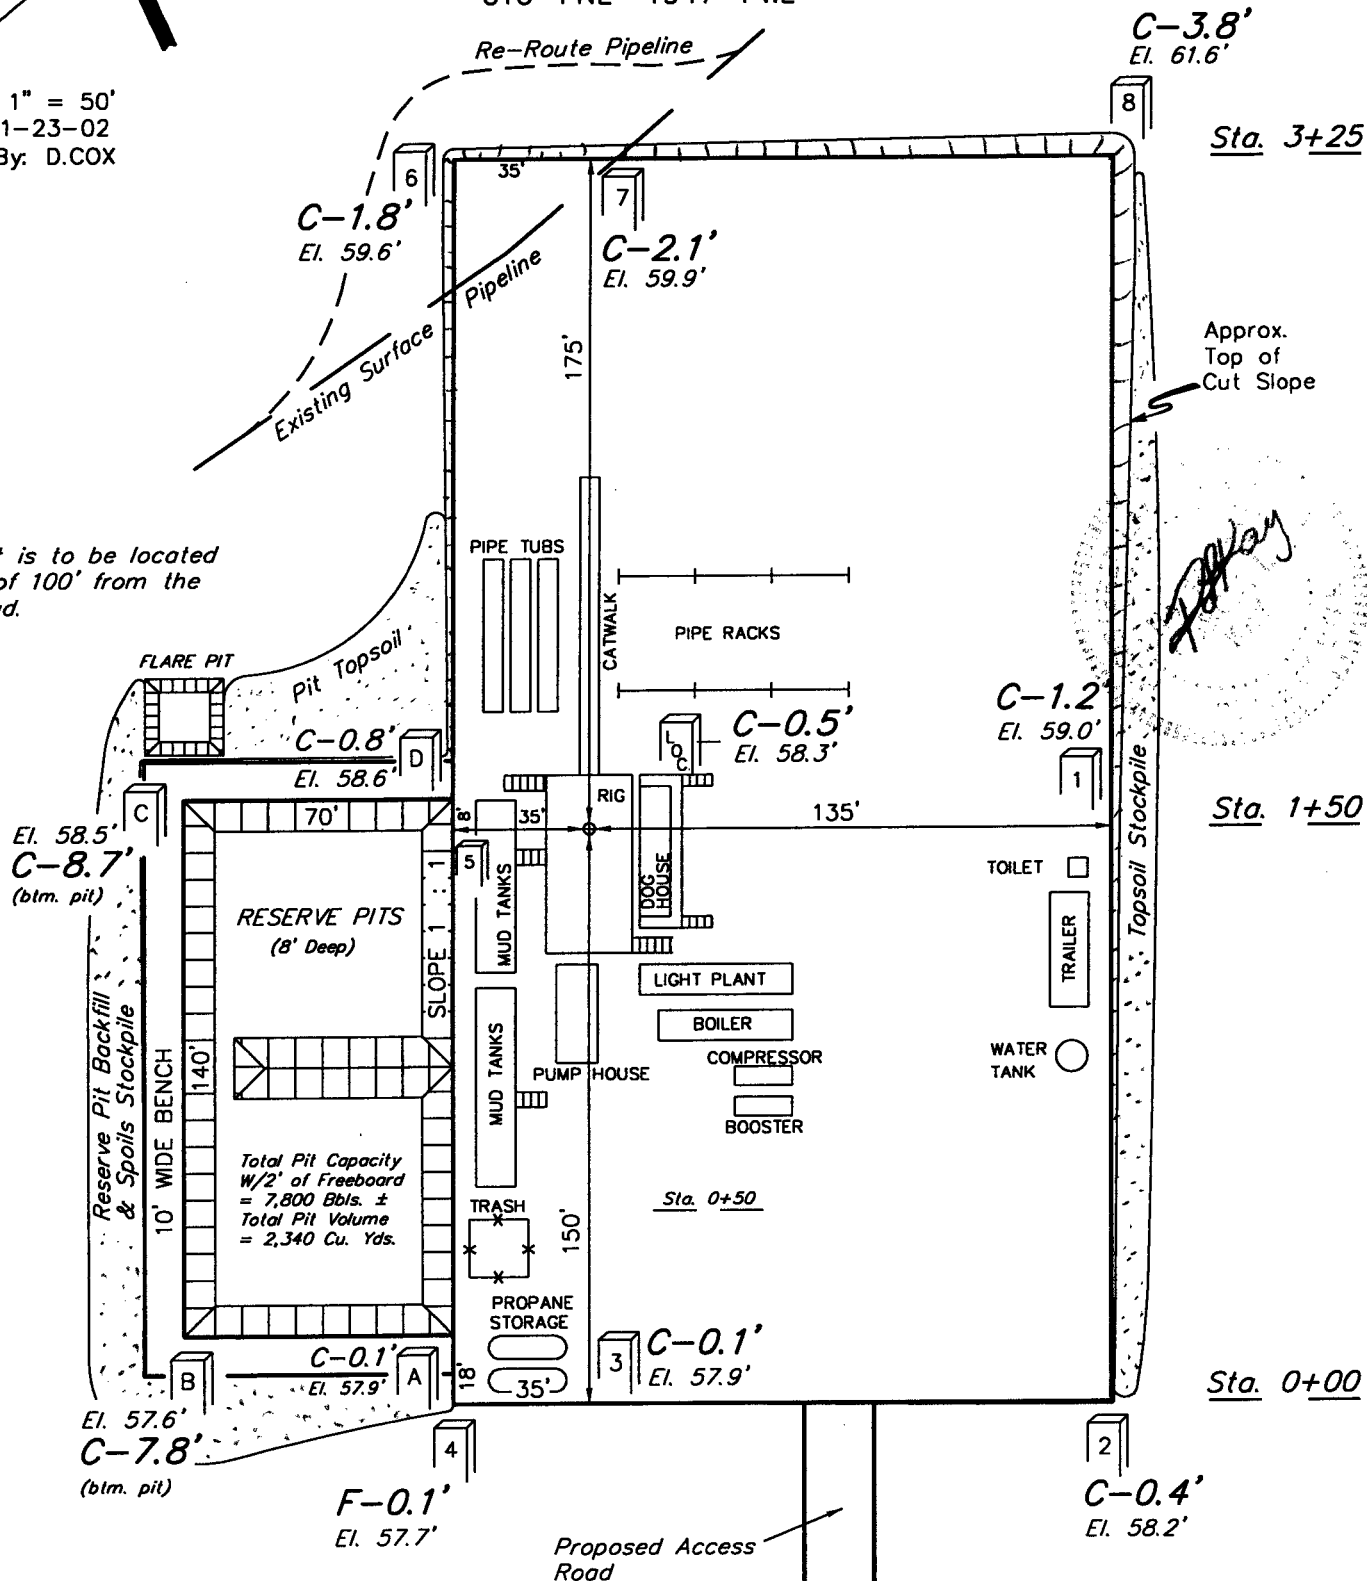 Re-Route Pipeline
C-3.8'
El. 61.6'
1" = 50'
1-23-02
By: D.COX
8
Sta. 3+25
6
35'
7
C-1.8'
El. 59.6'
C-2.1'
El. 59.9'
Existing Surface Pipeline
175'
Approx.
Top of
Cut Slope
is to be located
of 100' from the
PIPE TUBS
CATWALK
PIPE RACKS
FLARE PIT
Pit Topsoil
C-0.8'
El. 58.6'
D
LOC.
C-0.5'
El. 58.3'
C-1.2'
El. 59.0'
1
C
El. 58.5'
C-8.7'
(btm. pit)
70'
8'
35'
RIG
135'
Sta. 1+50
5
MUD TANKS
DOG HOUSE
TOILET
Topsoil Stockpile
RESERVE PITS
(8' Deep)
SLOPE 1 : 1
LIGHT PLANT
TRAILER
BOILER
Reserve Pit Backfill
& Spoils Stockpile
10' WIDE BENCH
140'
MUD TANKS
PUMP HOUSE
COMPRESSOR
BOOSTER
WATER
TANK
Total Pit Capacity
W/2' of Freeboard
= 7,800 Bbls. ±
Total Pit Volume
= 2,340 Cu. Yds.
TRASH
150'
Sta. 0+50
PROPANE
STORAGE
C-0.1'
El. 57.9'
A
18'
35'
3
C-0.1'
El. 57.9'
B
El. 57.6'
C-7.8'
(btm. pit)
Sta. 0+00
4
F-0.1'
El. 57.7'
2
C-0.4'
El. 58.2'
Proposed Access
Road